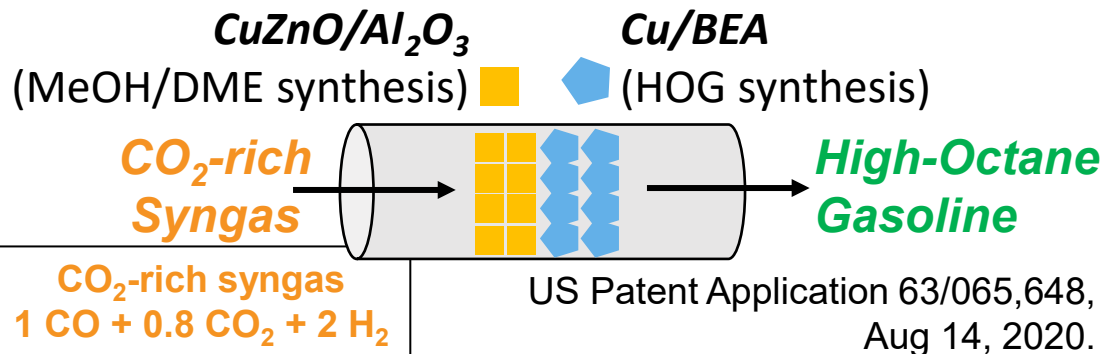 CuZnO/Al₂O₃ Cu/BEA
(MeOH/DME synthesis) (HOG synthesis)
CO₂-rich
Syngas
High-Octane
Gasoline
CO₂-rich syngas
1 CO + 0.8 CO₂ + 2 H₂
US Patent Application 63/065,648,
Aug 14, 2020.